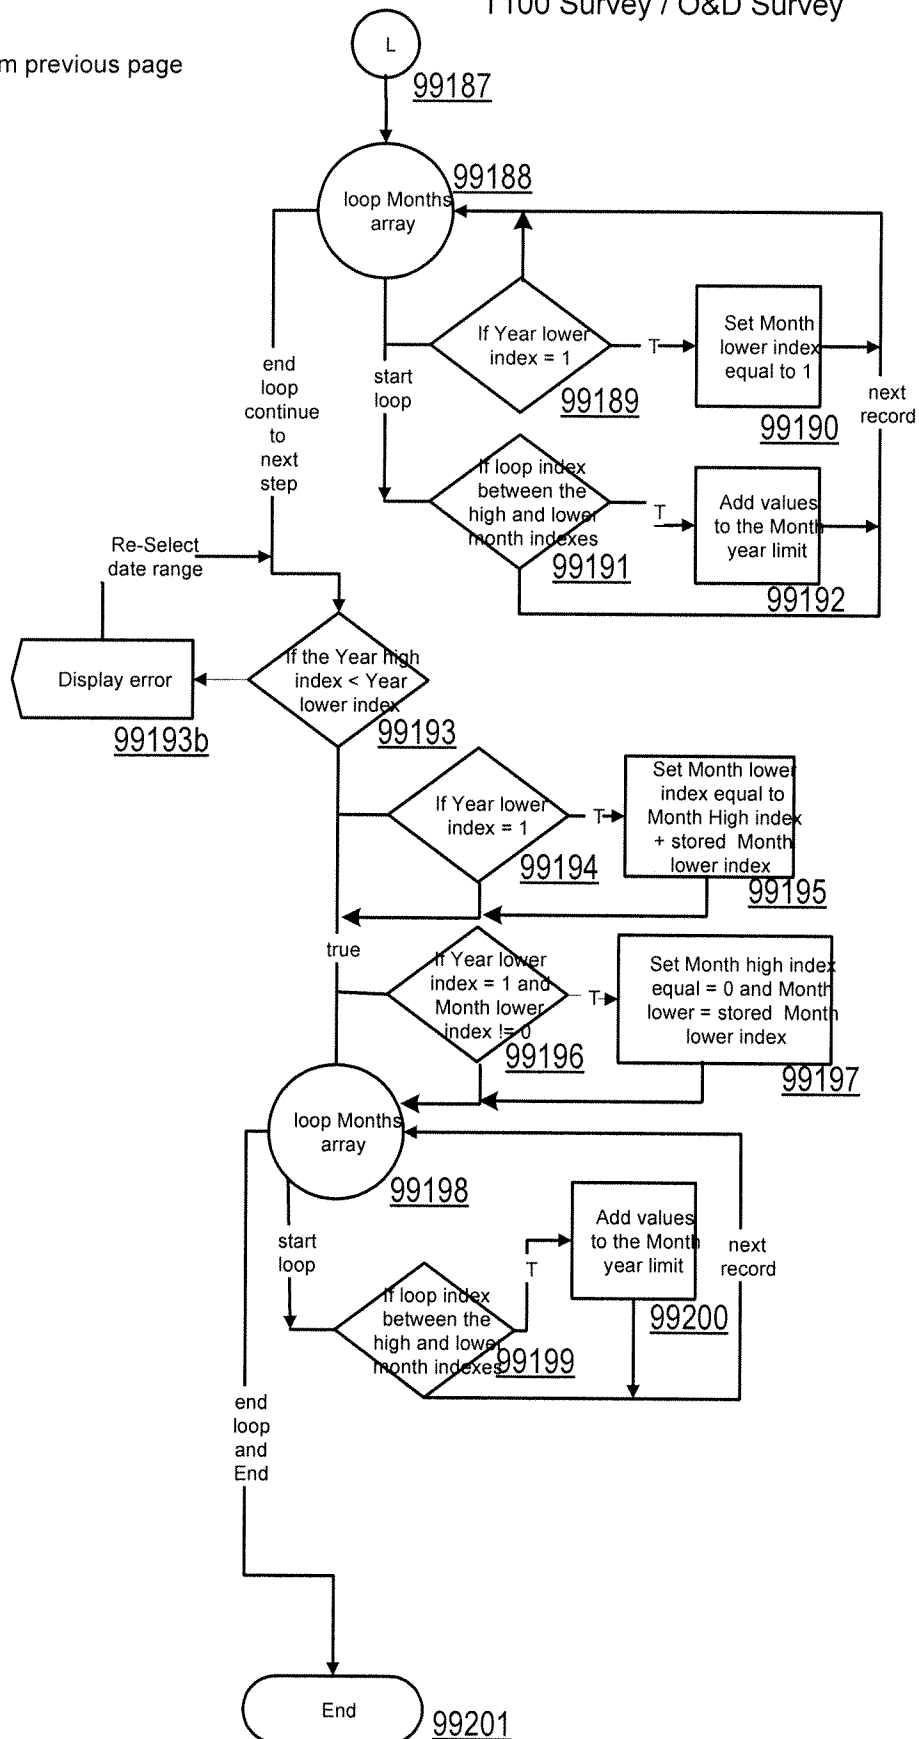 T100 Survey / O&D Survey
L
m previous page
99187
99188
loop Months
array
If Year lower
index = 1
T
Set Month
lower index
equal to 1
end
loop
continue
to
next
step
start
loop
99189
99190
next
record
If loop index
between the
high and lower
month indexes
T
Add values
to the Month
year limit
99191
99192
Re-Select
date range
If the Year high
index < Year
lower index
Display error
99193
99193b
If Year lower
index = 1
T
Set Month lower
index equal to
Month High index
+ stored Month
lower index
99194
99195
true
If Year lower
index = 1 and
Month lower
index != 0
T
Set Month high index
equal = 0 and Month
lower = stored Month
lower index
99196
99197
loop Months
array
99198
start
loop
T
Add values
to the Month
year limit
next
record
If loop index
between the
high and lower
month indexes
99199
99200
end
loop
and
End
End
99201